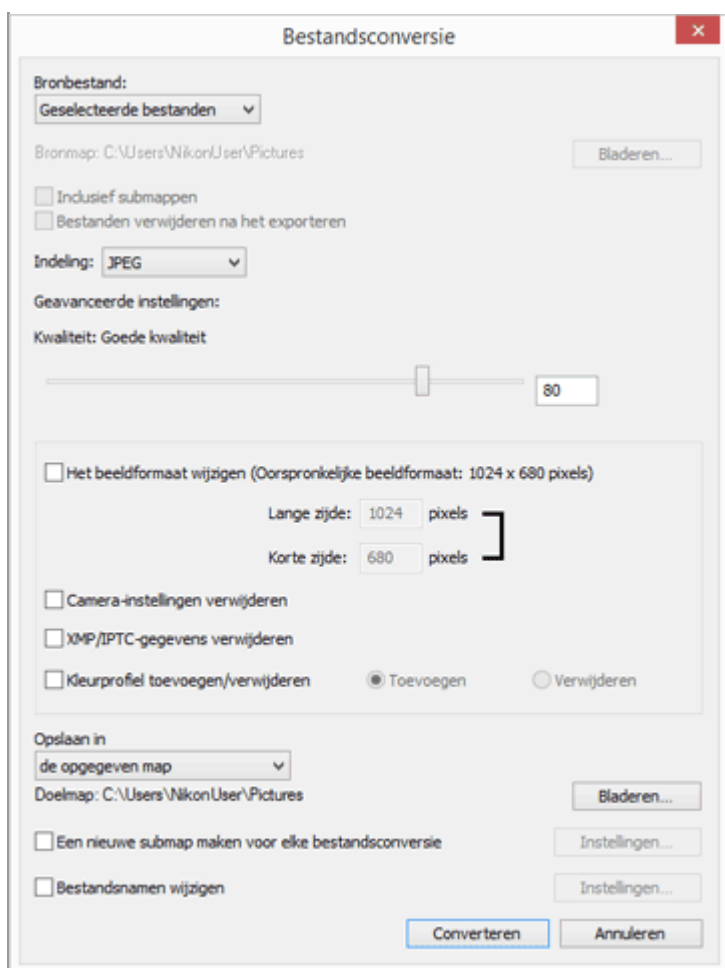 Bestandsconversie
Bronbestand:
Geselecteerde bestanden
Bronmap: C:\Users\NikonUser\Pictures Bladeren...
Inclusief submappen
Bestanden verwijderen na het exporteren
Indeling: JPEG
Geavanceerde instellingen:
Kwaliteit: Goede kwaliteit
80
Het beeldformaat wijzigen (Oorspronkelijke beeldformaat: 1024 x 680 pixels)
Lange zijde: 1024 pixels
Korte zijde: 680 pixels
Camera-instellingen verwijderen
XMP/IPTC-gegevens verwijderen
Kleurprofiel toevoegen/verwijderen Toevoegen Verwijderen
Opslaan in
de opgegeven map
Doelmap: C:\Users\NikonUser\Pictures Bladeren...
Een nieuwe submap maken voor elke bestandsconversie Instellingen...
Bestandsnamen wijzigen Instellingen...
Converteren Annuleren